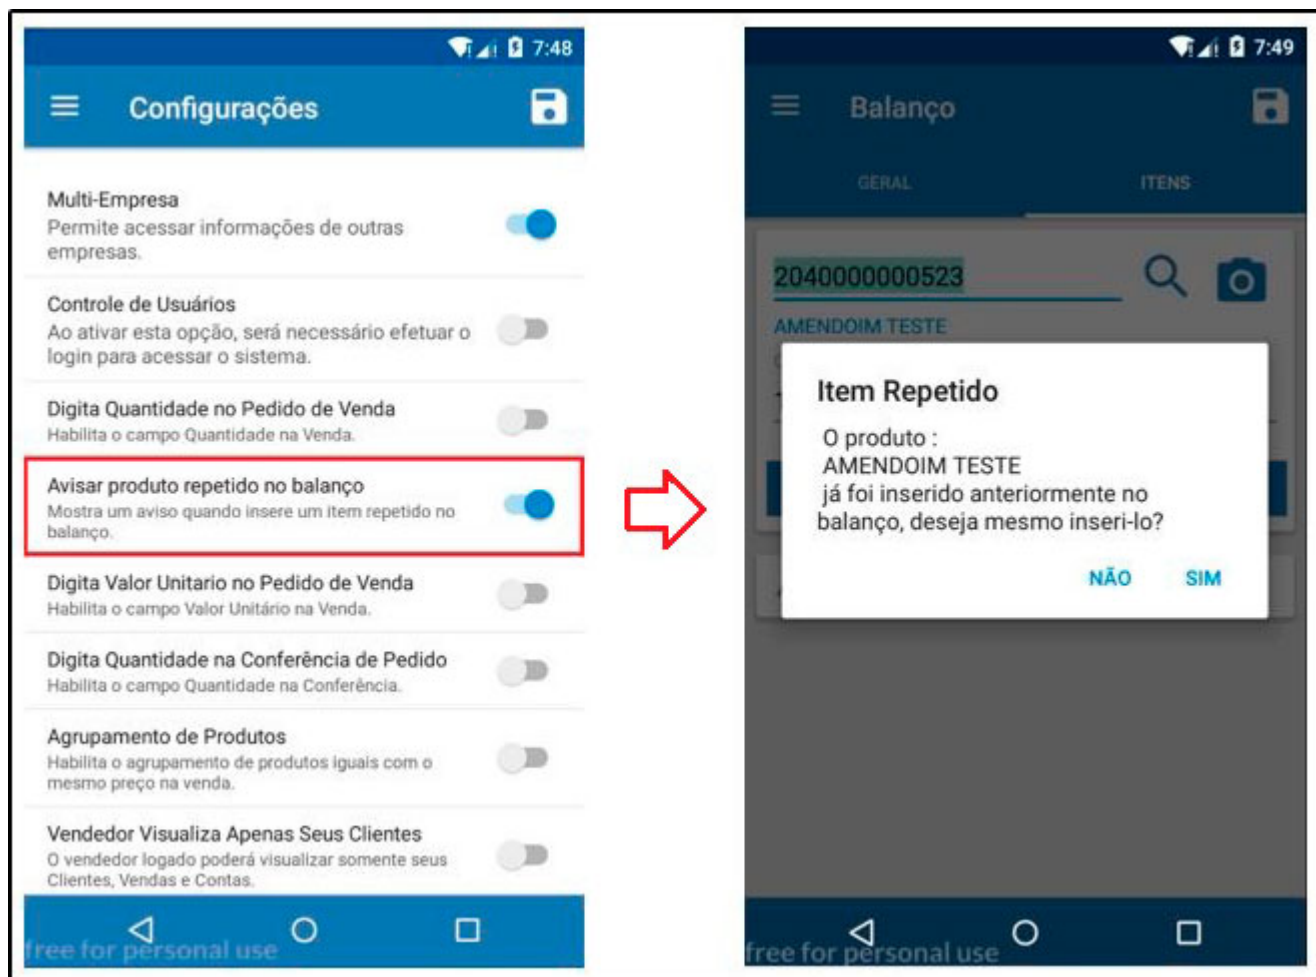 7:48
Configurações
Multi-Empresa
Permite acessar informações de outras
empresas.
Controle de Usuários
Ao ativar esta opção, será necessário efetuar o
login para acessar o sistema.
Digita Quantidade no Pedido de Venda
Habilita o campo Quantidade na Venda.
Avisar produto repetido no balanço
Mostra um aviso quando insere um item repetido no
balanço.
Digita Valor Unitario no Pedido de Venda
Habilita o campo Valor Unitário na Venda.
Digita Quantidade na Conferência de Pedido
Habilita o campo Quantidade na Conferência.
Agrupamento de Produtos
Habilita o agrupamento de produtos iguais com o
mesmo preço na venda.
Vendedor Visualiza Apenas Seus Clientes
O vendedor logado poderá visualizar somente seus
Clientes, Vendas e Contas.
free for personal use
7:49
Balanço
GERAL ITENS
2040000000523
AMENDOIM TESTE
Item Repetido
O produto :
AMENDOIM TESTE
já foi inserido anteriormente no
balanço, deseja mesmo inseri-lo?
NÃO SIM
free for personal use